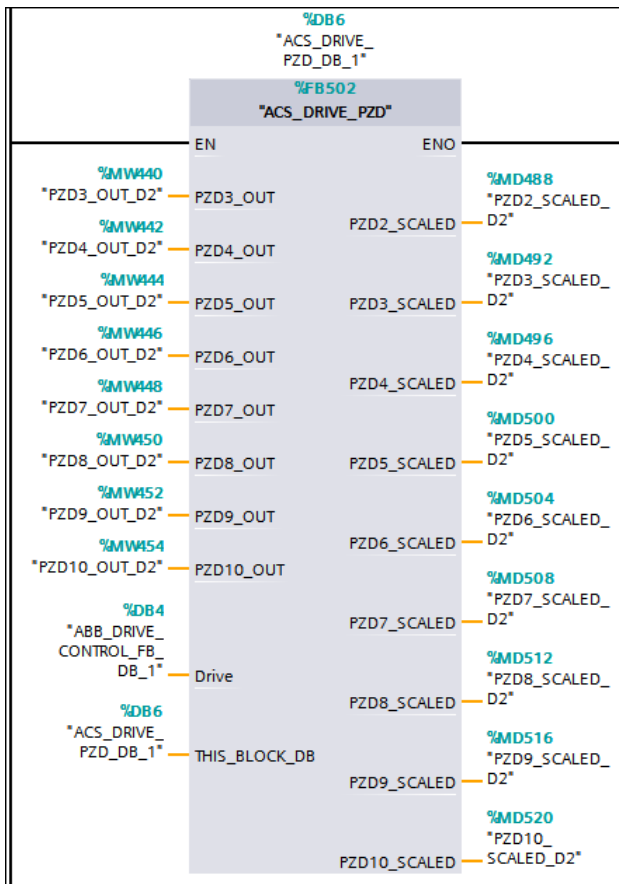 %DB6
"ACS_DRIVE_
PZD_DB_1"
%FB502
"ACS_DRIVE_PZD"
EN
ENO
%MW440
"PZD3_OUT_D2"
PZD3_OUT
%MW442
"PZD4_OUT_D2"
PZD4_OUT
%MW444
"PZD5_OUT_D2"
PZD5_OUT
%MW446
"PZD6_OUT_D2"
PZD6_OUT
%MW448
"PZD7_OUT_D2"
PZD7_OUT
%MW450
"PZD8_OUT_D2"
PZD8_OUT
%MW452
"PZD9_OUT_D2"
PZD9_OUT
%MW454
"PZD10_OUT_D2"
PZD10_OUT
%DB4
"ABB_DRIVE_
CONTROL_FB_
DB_1"
Drive
%DB6
"ACS_DRIVE_
PZD_DB_1"
THIS_BLOCK_DB
%MD488
"PZD2_SCALED_
D2"
PZD2_SCALED
%MD492
"PZD3_SCALED_
D2"
PZD3_SCALED
%MD496
"PZD4_SCALED_
D2"
PZD4_SCALED
%MD500
"PZD5_SCALED_
D2"
PZD5_SCALED
%MD504
"PZD6_SCALED_
D2"
PZD6_SCALED
%MD508
"PZD7_SCALED_
D2"
PZD7_SCALED
%MD512
"PZD8_SCALED_
D2"
PZD8_SCALED
%MD516
"PZD9_SCALED_
D2"
PZD9_SCALED
%MD520
"PZD10_
SCALED_D2"
PZD10_SCALED